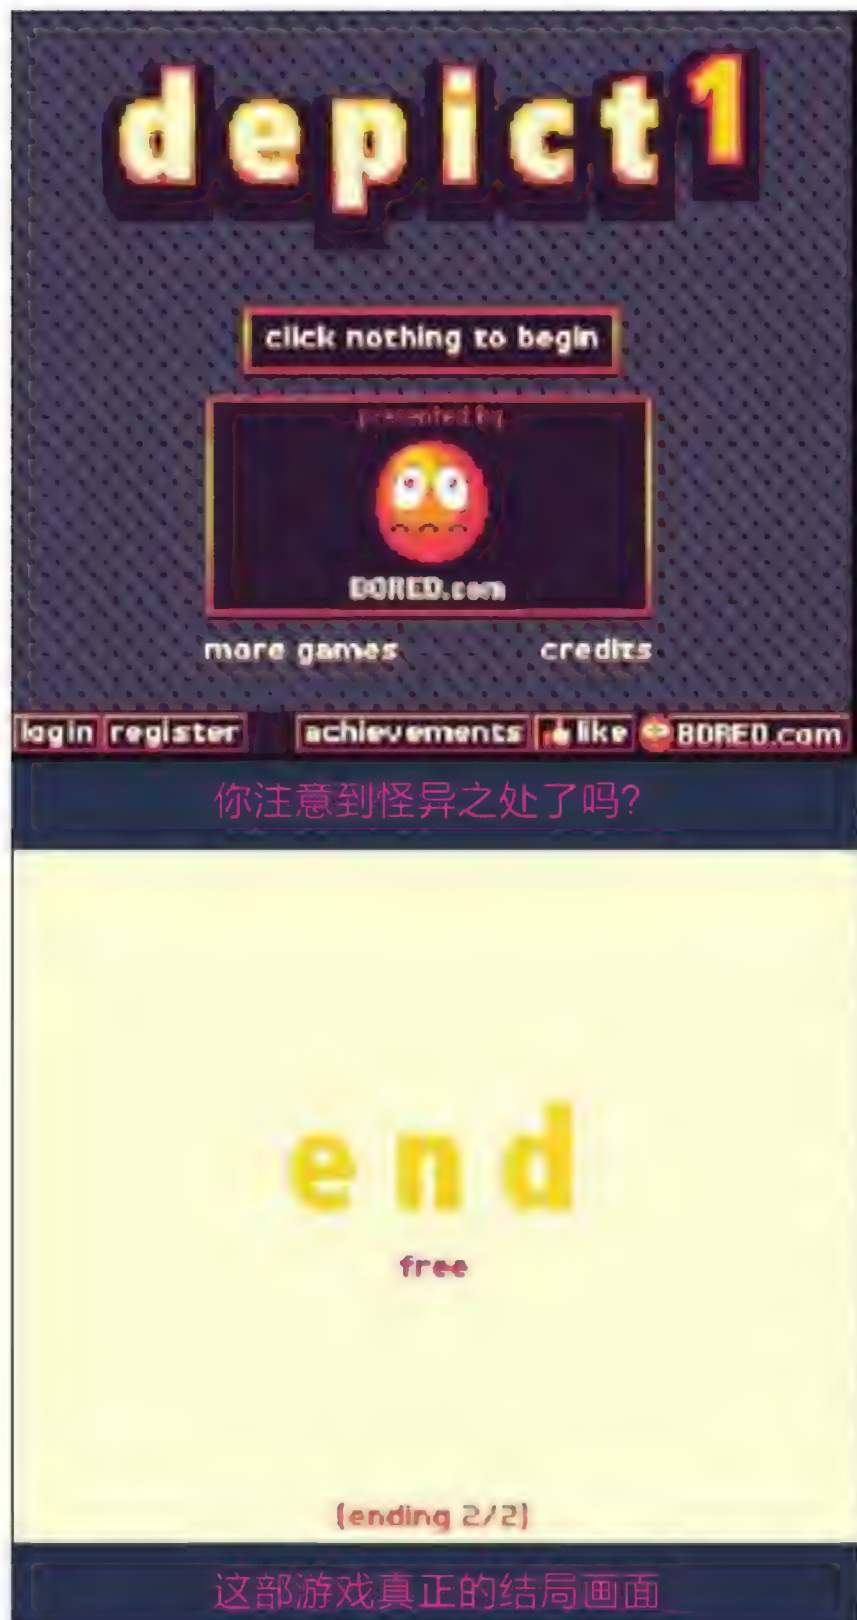 depict1
click nothing to begin
presented by
BORED.com
more games credits
login register achievements like BORED.com
你注意到怪异之处了吗?
end
free
(ending 2/2)
这部游戏真正的结局画面